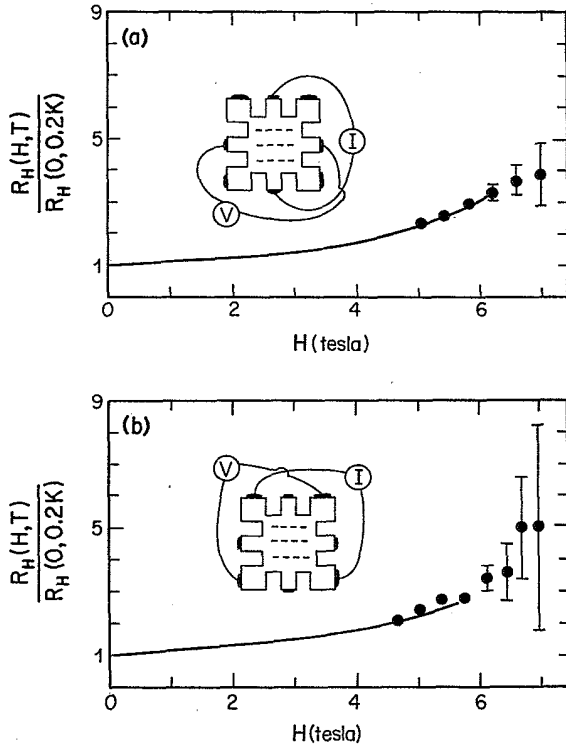 (a)
9
5
1
R_H(H,T)
R_H(0,0.2K)
I
V
0 2 4 6
H(tesla)
(b)
9
5
1
R_H(H,T)
R_H(0,0.2K)
V
I
0 2 4 6
H(tesla)